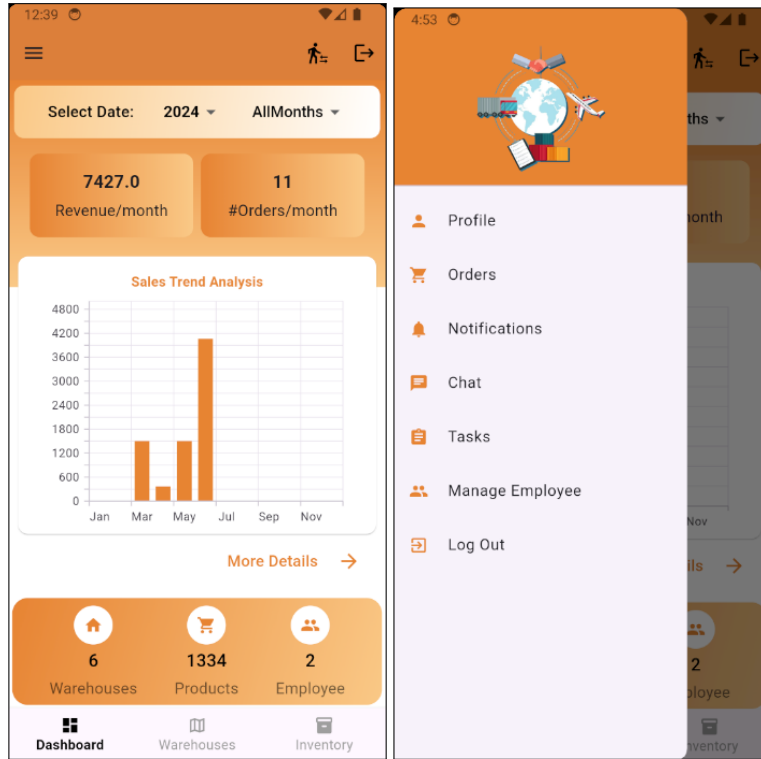 12:39
Select Date: 2024 AllMonths
7427.0 11
Revenue/month #Orders/month
Sales Trend Analysis
4800
4200
3600
3000
2400
1800
1200
600
0
Jan Mar May Jul Sep Nov
More Details
6 1334 2
Warehouses Products Employee
Dashboard Warehouses Inventory
4:53
Profile
Orders
Notifications
Chat
Tasks
Manage Employee
Log Out
ths
onth
Nov
ils
2
ployee
nventory